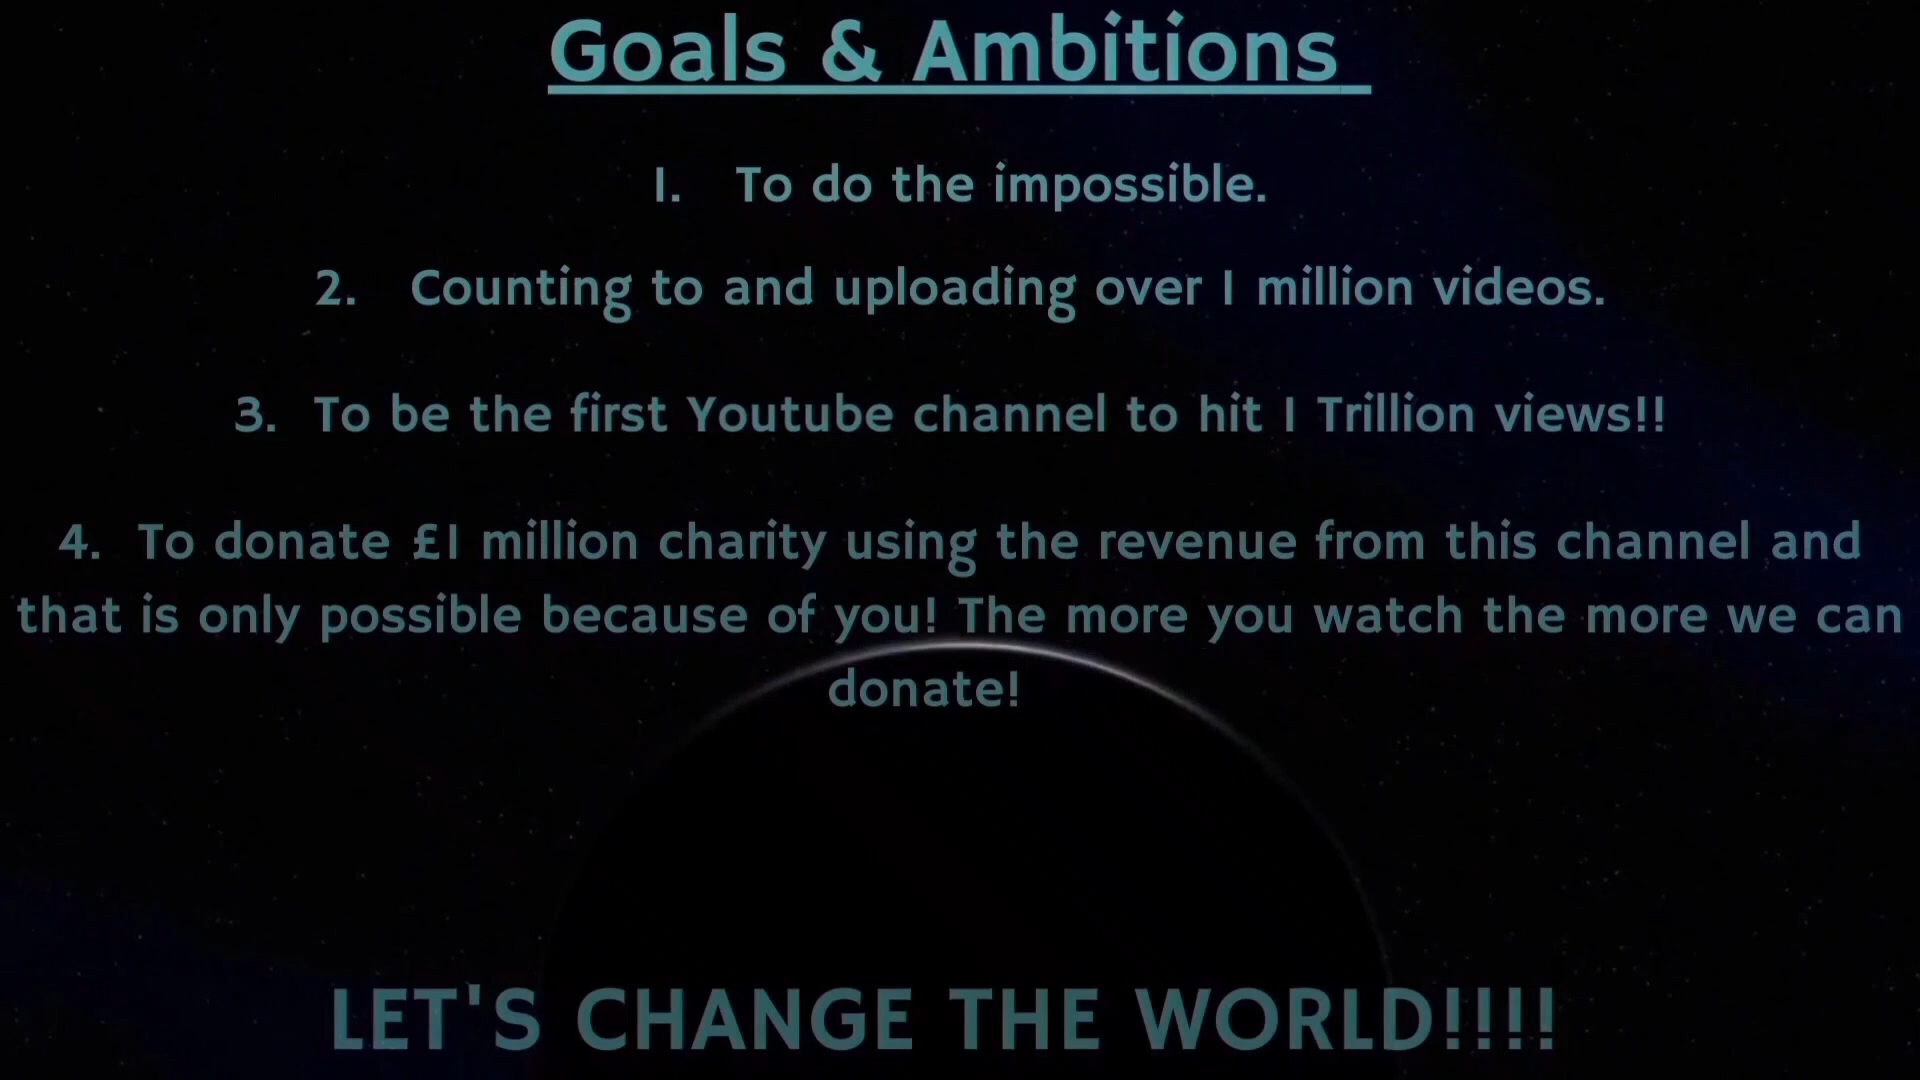 Goals & Ambitions
1. To do the impossible.
2. Counting to and uploading over 1 million videos.
3. To be the first Youtube channel to hit 1 Trillion views!!
4. To donate £1 million charity using the revenue from this channel and
that is only possible because of you! The more you watch the more we can
donate!
LET'S CHANGE THE WORLD!!!!